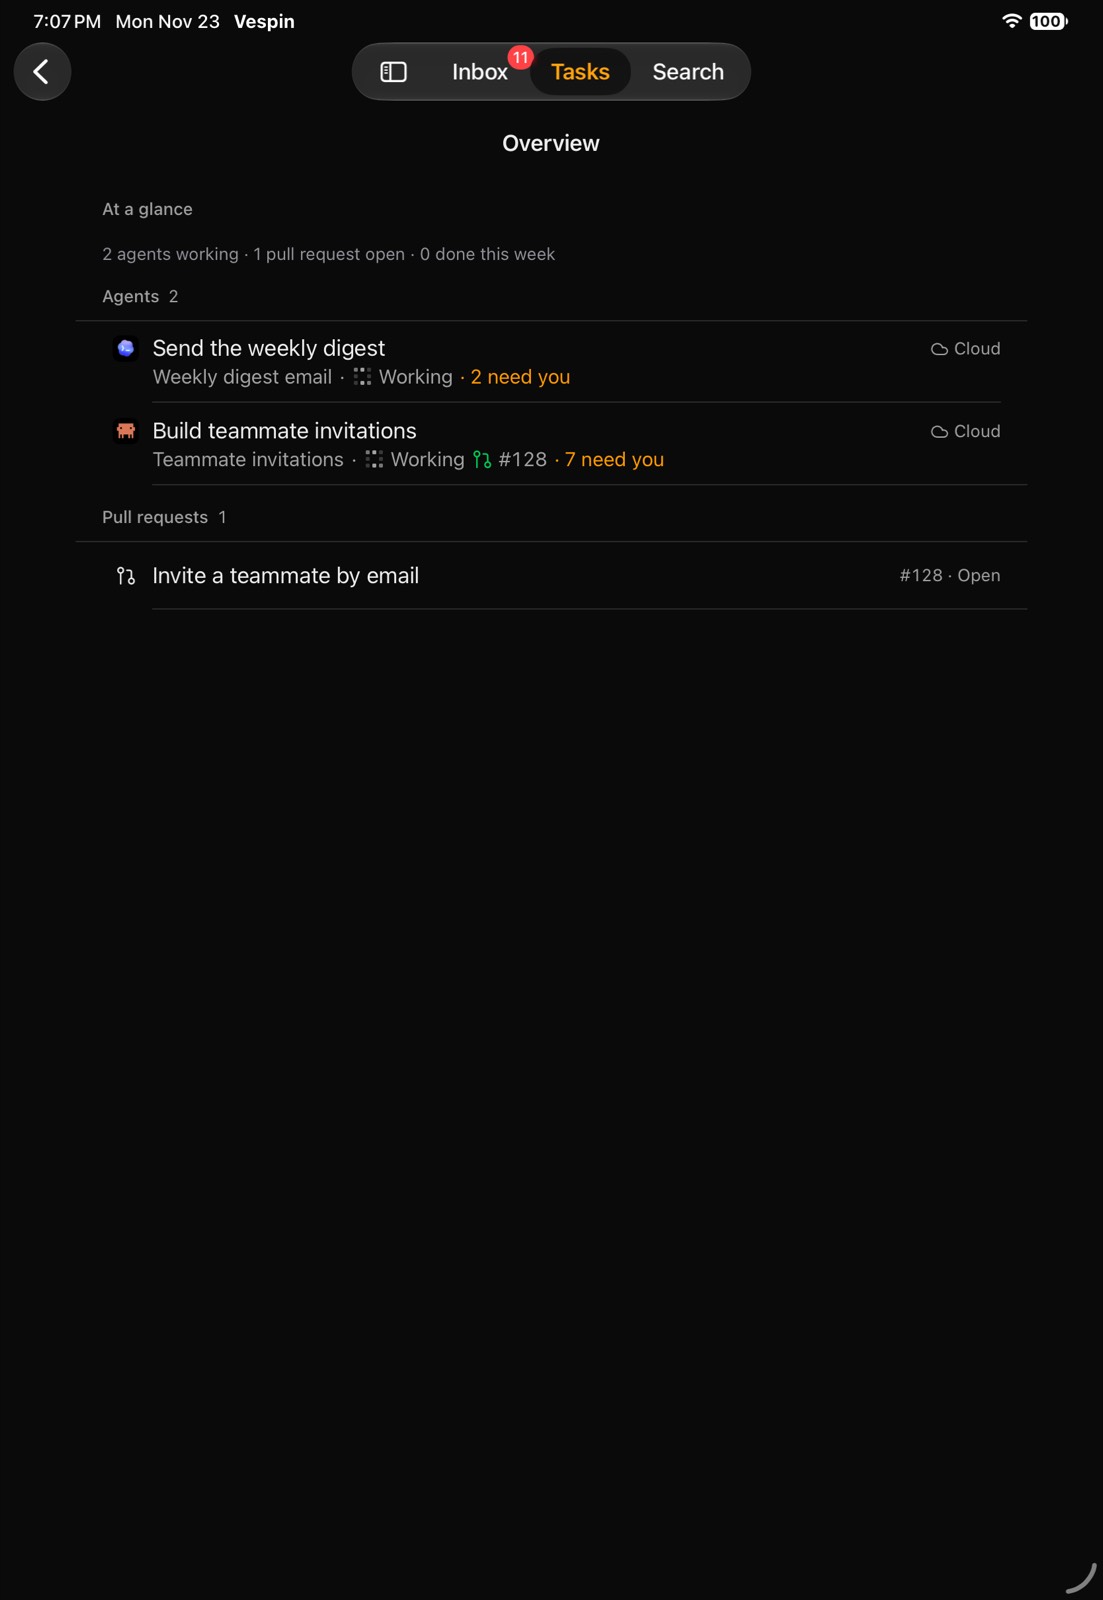 7:07 PM Mon Nov 23 Vespin
100
Inbox 11 Tasks Search
Overview
At a glance
2 agents working · 1 pull request open · 0 done this week
Agents 2
Send the weekly digest Cloud
Weekly digest email · Working · 2 need you
Build teammate invitations Cloud
Teammate invitations · Working #128 · 7 need you
Pull requests 1
Invite a teammate by email #128 · Open